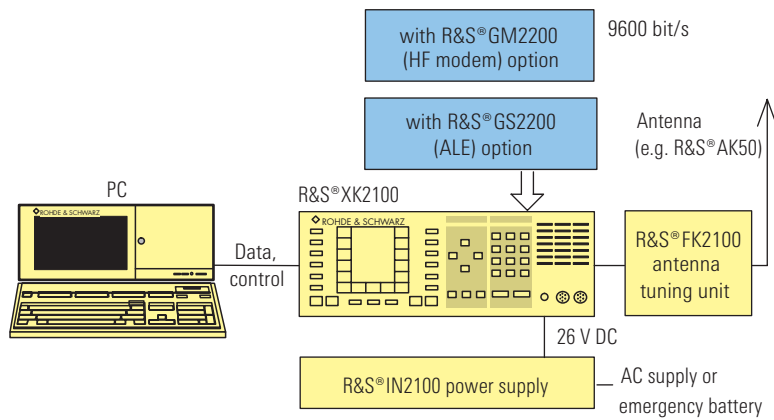 with R&S®GM2200
(HF modem) option
9600 bit/s
with R&S®GS2200
(ALE) option
Antenna
(e.g. R&S®AK50)
PC
R&S®XK2100
ROHDE & SCHWARZ
ROHDE & SCHWARZ
Data,
control
R&S®FK2100
antenna
tuning unit
26 V DC
R&S®IN2100 power supply
AC supply or
emergency battery